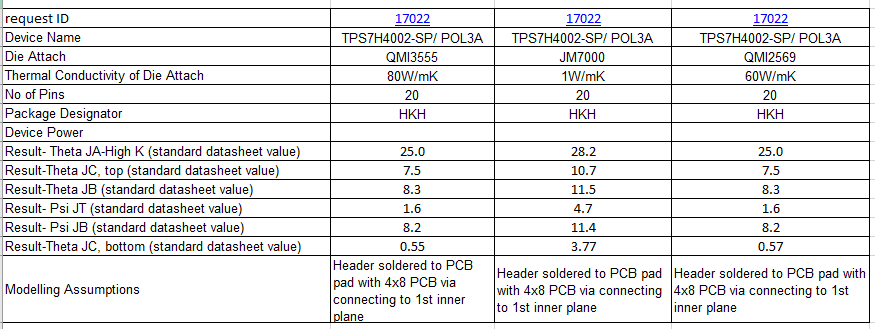 request ID 17022 17022 17022
Device Name TPS7H4002-SP/ POL3A TPS7H4002-SP/ POL3A TPS7H4002-SP/ POL3A
Die Attach QMI3555 JM7000 QMI2569
Thermal Conductivity of Die Attach 80W/mK 1W/mK 60W/mK
No of Pins 20 20 20
Package Designator HKH HKH HKH
Device Power
Result- Theta JA-High K (standard datasheet value) 25.0 28.2 25.0
Result-Theta JC, top (standard datasheet value) 7.5 10.7 7.5
Result-Theta JB (standard datasheet value) 8.3 11.5 8.3
Result- Psi JT (standard datasheet value) 1.6 4.7 1.6
Result- Psi JB (standard datasheet value) 8.2 11.4 8.2
Result-Theta JC, bottom (standard datasheet value) 0.55 3.77 0.57
Modelling Assumptions
Header soldered to PCB
pad with 4x8 PCB via
connecting to 1st inner
plane
Header soldered to PCB pad
with 4x8 PCB via connecting
to 1st inner plane
Header soldered to PCB pad with
4x8 PCB via connecting to 1st
inner plane